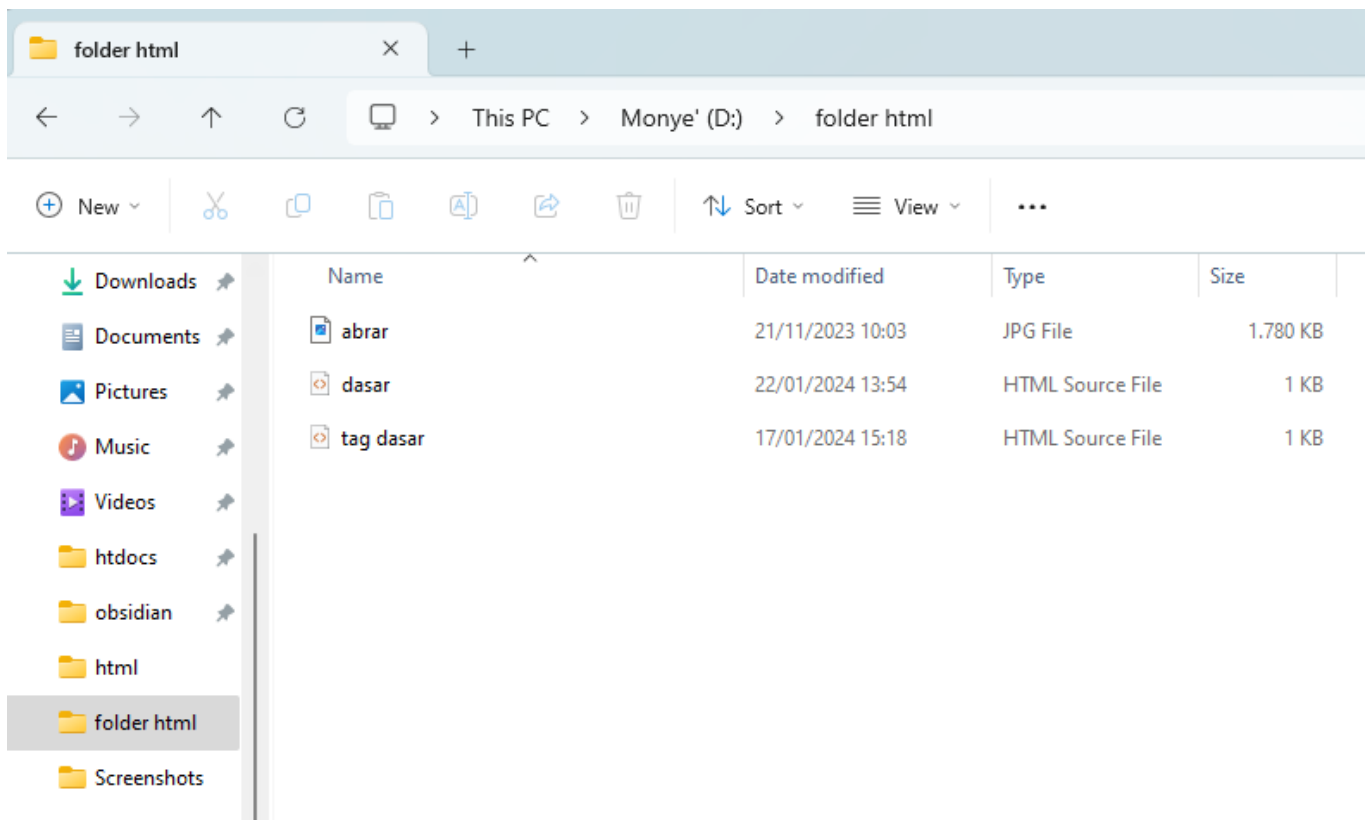 folder html
This PC > Monye' (D:) > folder html
New Sort View
Name Date modified Type Size
Downloads
Documents
Pictures
Music
Videos
htdocs
obsidian
html
folder html
Screenshots
abrar 21/11/2023 10:03 JPG File 1.780 KB
dasar 22/01/2024 13:54 HTML Source File 1 KB
tag dasar 17/01/2024 15:18 HTML Source File 1 KB